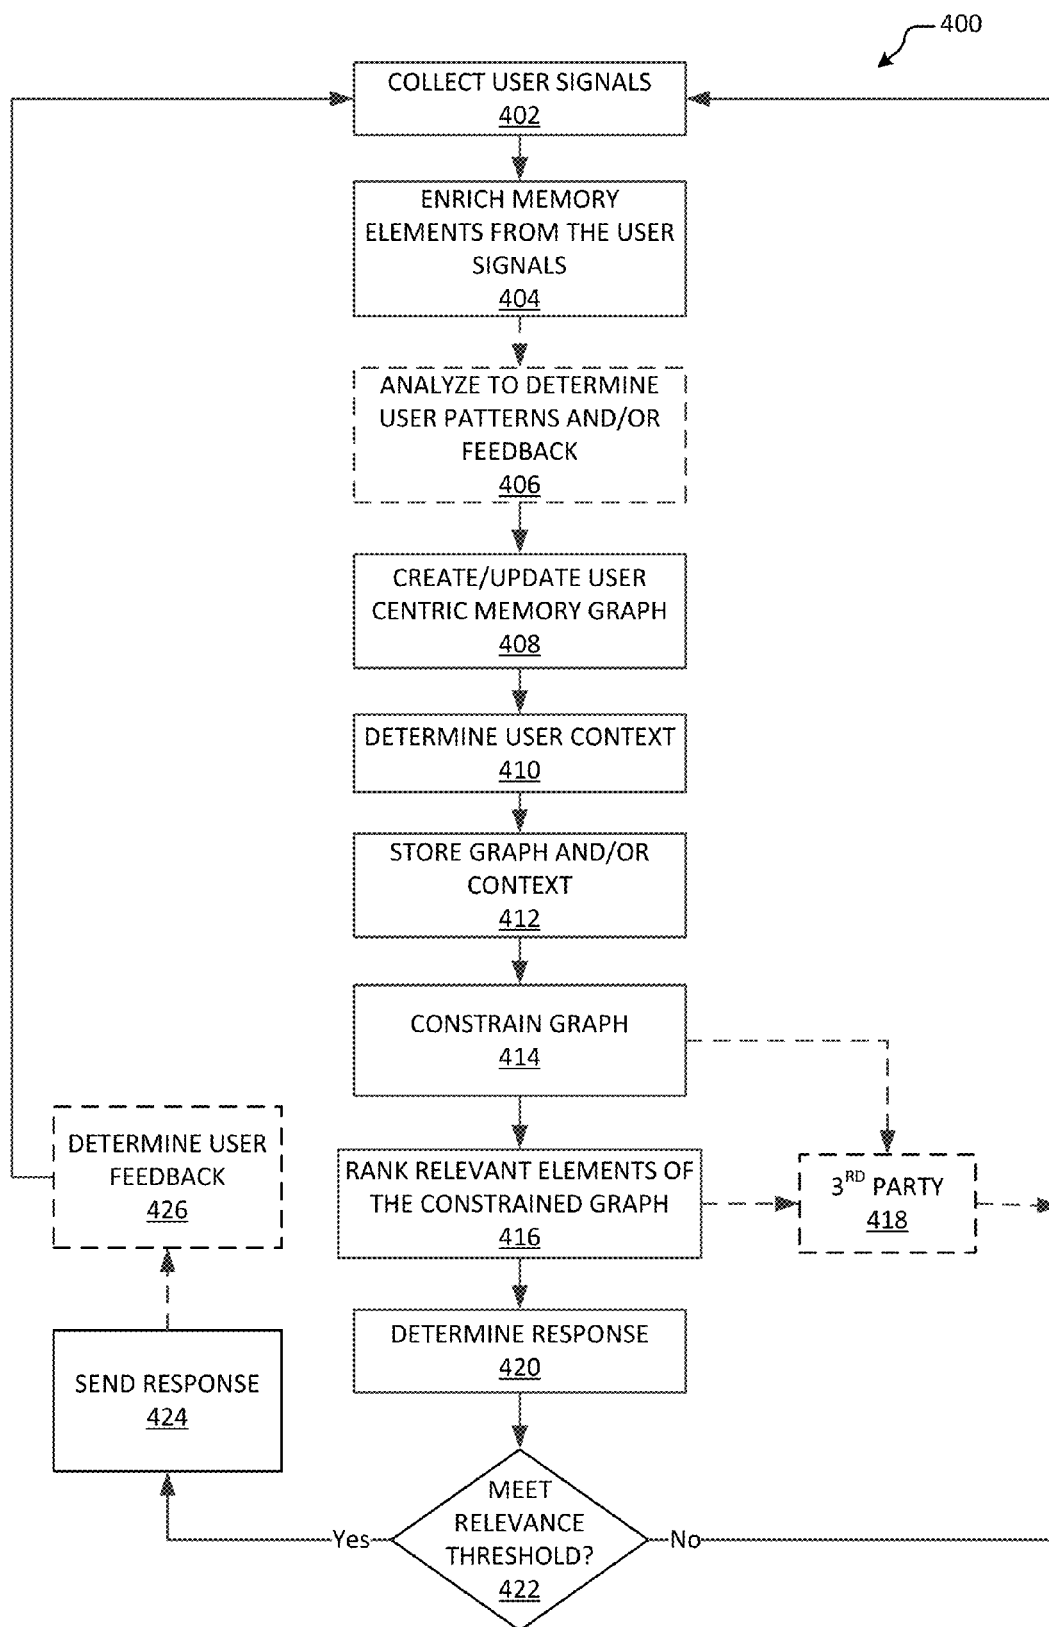 400
COLLECT USER SIGNALS
402
ENRICH MEMORY
ELEMENTS FROM THE USER
SIGNALS
404
ANALYZE TO DETERMINE
USER PATTERNS AND/OR
FEEDBACK
406
CREATE/UPDATE USER
CENTRIC MEMORY GRAPH
408
DETERMINE USER CONTEXT
410
STORE GRAPH AND/OR
CONTEXT
412
CONSTRAIN GRAPH
414
RANK RELEVANT ELEMENTS OF
THE CONSTRAINED GRAPH
416
3RD PARTY
418
DETERMINE RESPONSE
420
MEET
RELEVANCE
THRESHOLD?
422
Yes
No
SEND RESPONSE
424
DETERMINE USER
FEEDBACK
426